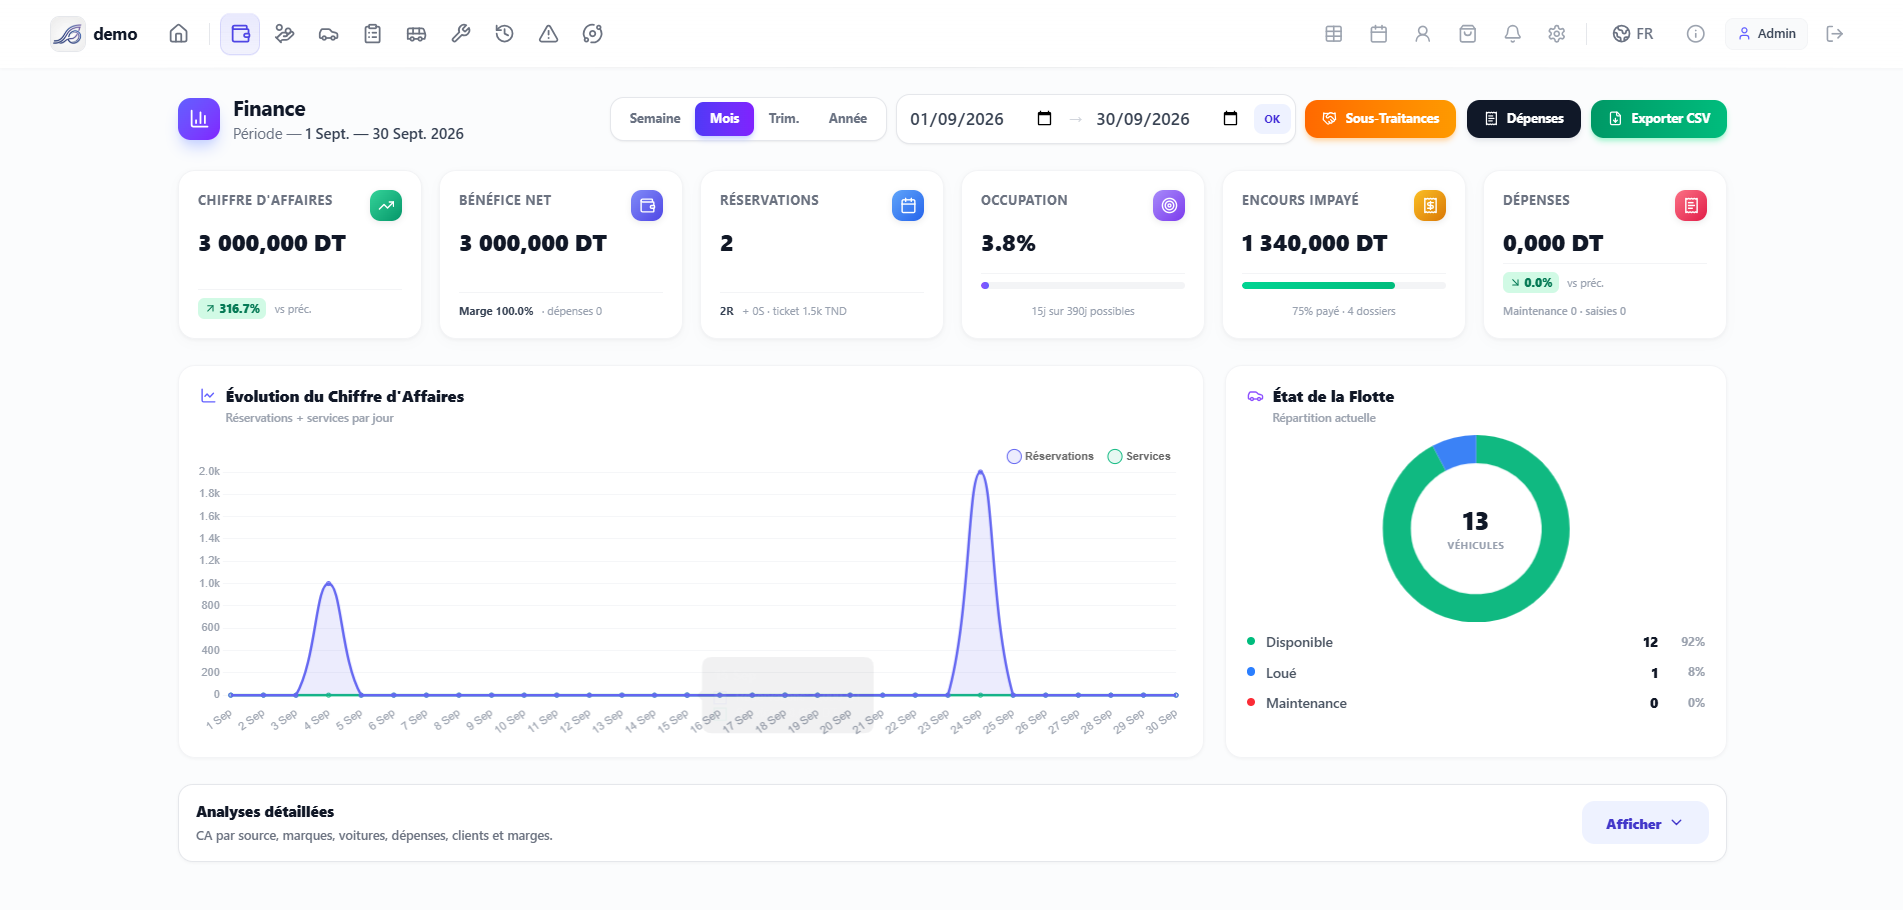 demo
FR
Admin
Finance
Période — 1 Sept. — 30 Sept. 2026
Semaine Mois Trim. Année
01/09/2026 → 30/09/2026 OK
Sous-Traitances
Dépenses
Exporter CSV
CHIFFRE D'AFFAIRES
3 000,000 DT
316.7% vs préc.
BÉNÉFICE NET
3 000,000 DT
Marge 100.0% · dépenses 0
RÉSERVATIONS
2
2R + 0S · ticket 1.5k TND
OCCUPATION
3.8%
15j sur 390j possibles
ENCOURS IMPAYÉ
1 340,000 DT
75% payé · 4 dossiers
DÉPENSES
0,000 DT
0.0% vs préc.
Maintenance 0 · saisies 0
Évolution du Chiffre d'Affaires
Réservations + services par jour
Réservations Services
2.0k
1.8k
1.6k
1.4k
1.2k
1.0k
800
600
400
200
0
1 Sep 2 Sep 3 Sep 4 Sep 5 Sep 6 Sep 7 Sep 8 Sep 9 Sep 10 Sep 11 Sep 12 Sep 13 Sep 14 Sep 15 Sep 16 Sep 17 Sep 18 Sep 19 Sep 20 Sep 21 Sep 22 Sep 23 Sep 24 Sep 25 Sep 26 Sep 27 Sep 28 Sep 29 Sep 30 Sep
État de la Flotte
Répartition actuelle
13
VÉHICULES
Disponible 12 92%
Loué 1 8%
Maintenance 0 0%
Analyses détaillées
CA par source, marques, voitures, dépenses, clients et marges.
Afficher